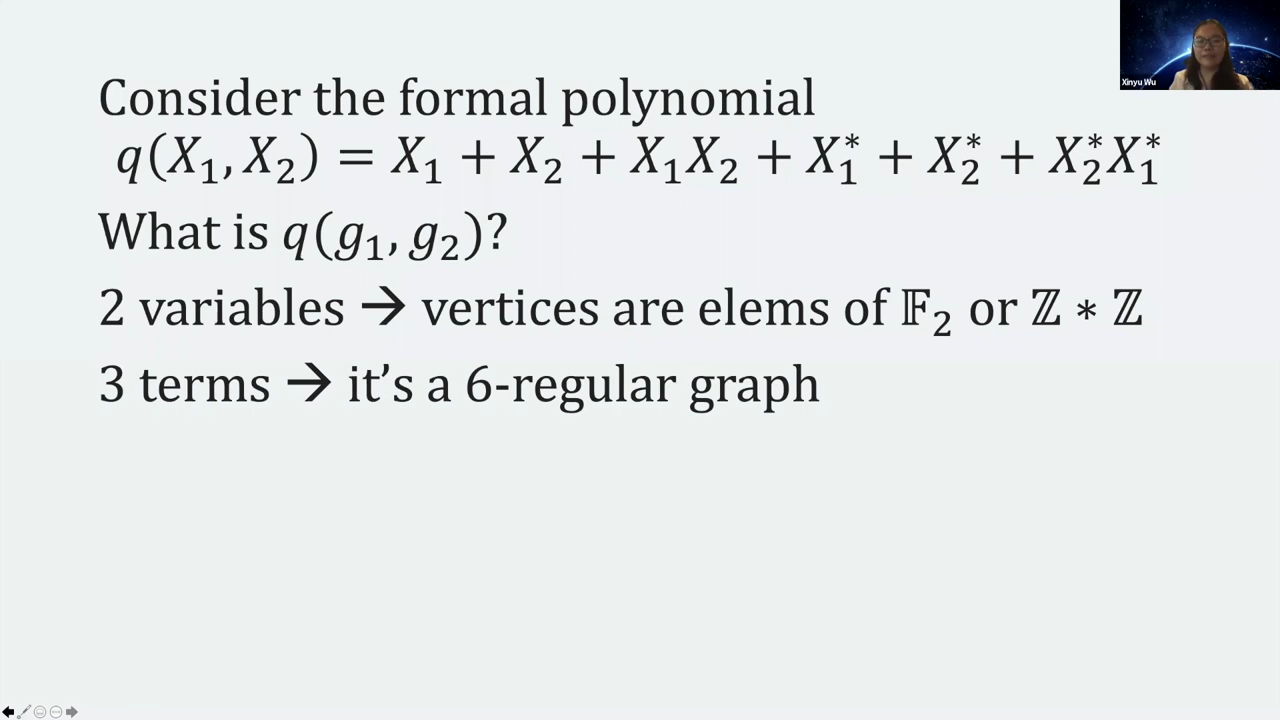 Consider the formal polynomial
q(X₁, X₂) = X₁ + X₂ + X₁X₂ + X₁* + X₂* + X₂*X₁*
What is q(g₁, g₂)?
2 variables → vertices are elems of 𝔽₂ or ℤ ∗ ℤ
3 terms → it's a 6-regular graph
Xinyu Wu